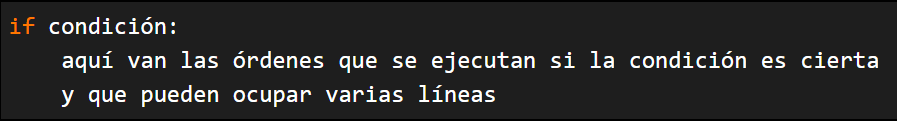 if condición:
    aquí van las órdenes que se ejecutan si la condición es cierta
    y que pueden ocupar varias líneas